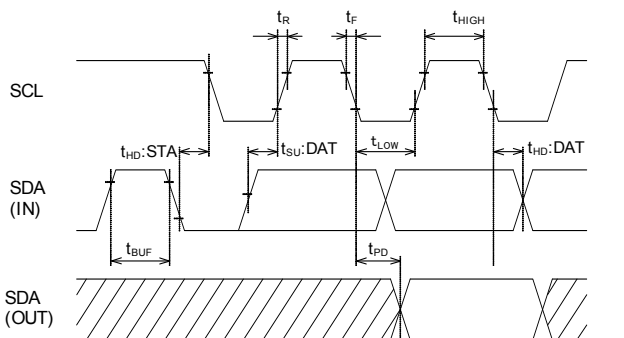 tR tF tHIGH
SCL
tHD:STA tSU:DAT tLOW tHD:DAT
SDA
(IN)
tBUF tPD
SDA
(OUT)